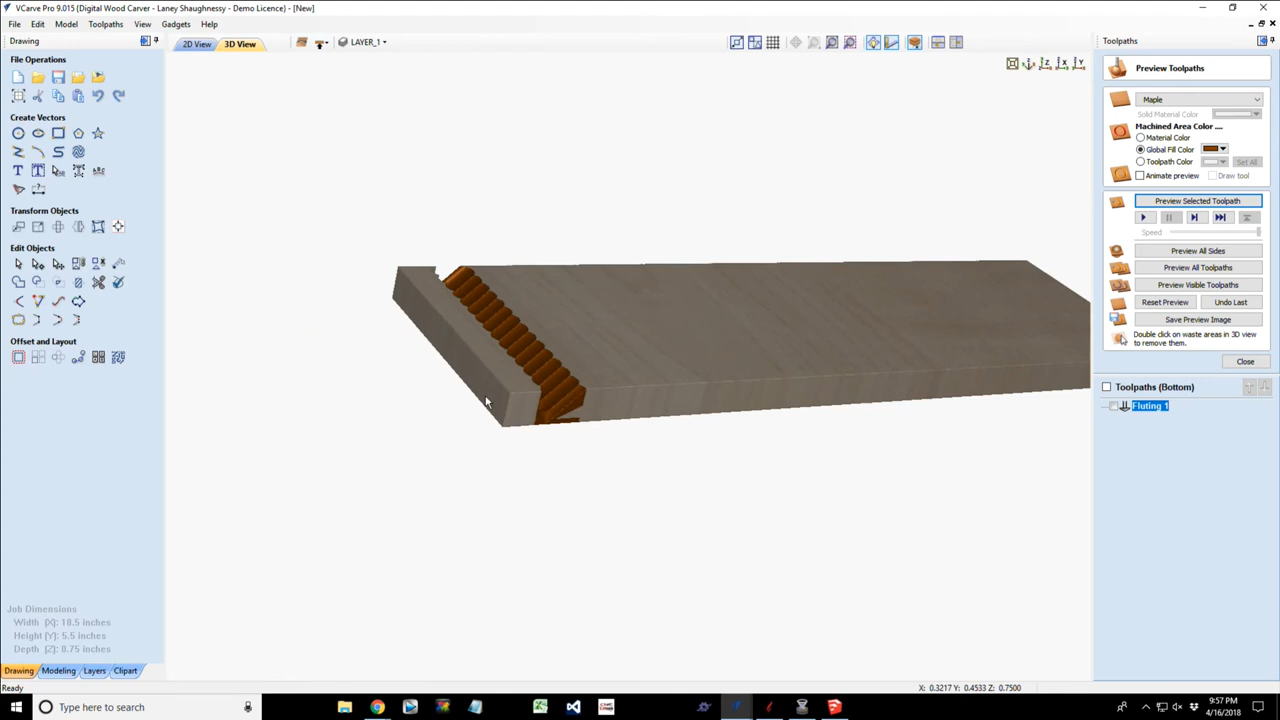 VCarve Pro 9.015 (Digital Wood Carver - Laney Shaughnessy - Demo Licence) - [New]
File Edit Model Toolpaths View Gadgets Help
Drawing
2D View 3D View LAYER_1
Toolpaths
File Operations
Create Vectors
Transform Objects
Edit Objects
Offset and Layout
Job Dimensions
Width (X): 18.5 inches
Height (Y): 5.5 inches
Depth (Z): 0.75 inches
Drawing Modeling Layers Clipart
Ready
X: 0.3217 Y: 0.4533 Z: 0.7500
Preview Toolpaths
Maple
Solid Material Color
Machined Area Color ....
Material Color
Global Fill Color
Toolpath Color Set All
Animate preview Draw tool
Preview Selected Toolpath
Speed
Preview All Sides
Preview All Toolpaths
Preview Visible Toolpaths
Reset Preview Undo Last
Save Preview Image
Double click on waste areas in 3D view
to remove them.
Close
Toolpaths (Bottom)
Fluting 1
Type here to search
9:57 PM
4/16/2018